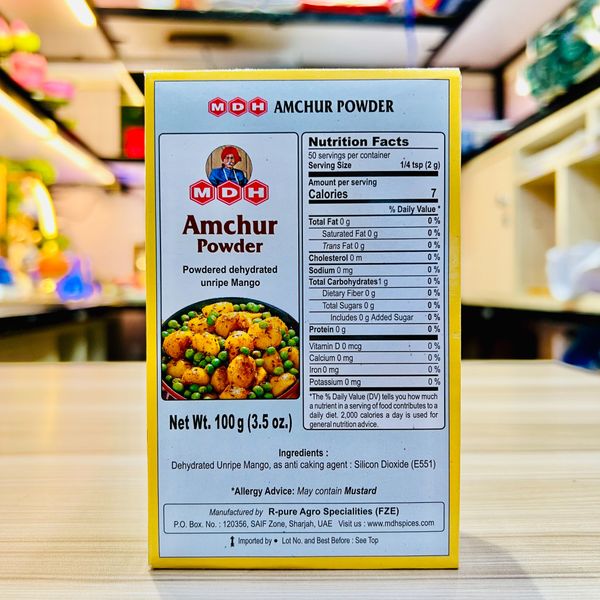 MDH AMCHUR POWDER
MDH
Amchur
Powder
Powdered dehydrated
unripe Mango
Net Wt. 100 g (3.5 oz.)
Nutrition Facts
50 servings per container
Serving Size 1/4 tsp (2 g)
Amount per serving
Calories 7
% Daily Value *
Total Fat 0 g 0 %
Saturated Fat 0 g 0 %
Trans Fat 0 g 0 %
Cholesterol 0 m 0 %
Sodium 0 mg 0 %
Total Carbohydrates1 g 0 %
Dietary Fiber 0 g 0 %
Total Sugars 0 g 0 %
Includes 0 g Added Sugar 0 %
Protein 0 g 0 %
Vitamin D 0 mcg 0 %
Calcium 0 mg 0 %
Iron 0 mg 0 %
Potassium 0 mg 0 %
*The % Daily Value (DV) tells you how much
a nutrient in a serving of food contributes to a
daily diet. 2,000 calories a day is used for
general nutrition advice.
Ingredients :
Dehydrated Unripe Mango, as anti caking agent : Silicon Dioxide (E551)
*Allergy Advice: May contain Mustard
Manufactured by R-pure Agro Specialities (FZE)
P.O. Box. No. : 120356, SAIF Zone, Sharjah, UAE Visit us : www.mdhspices.com
Imported by • Lot No. and Best Before : See Top